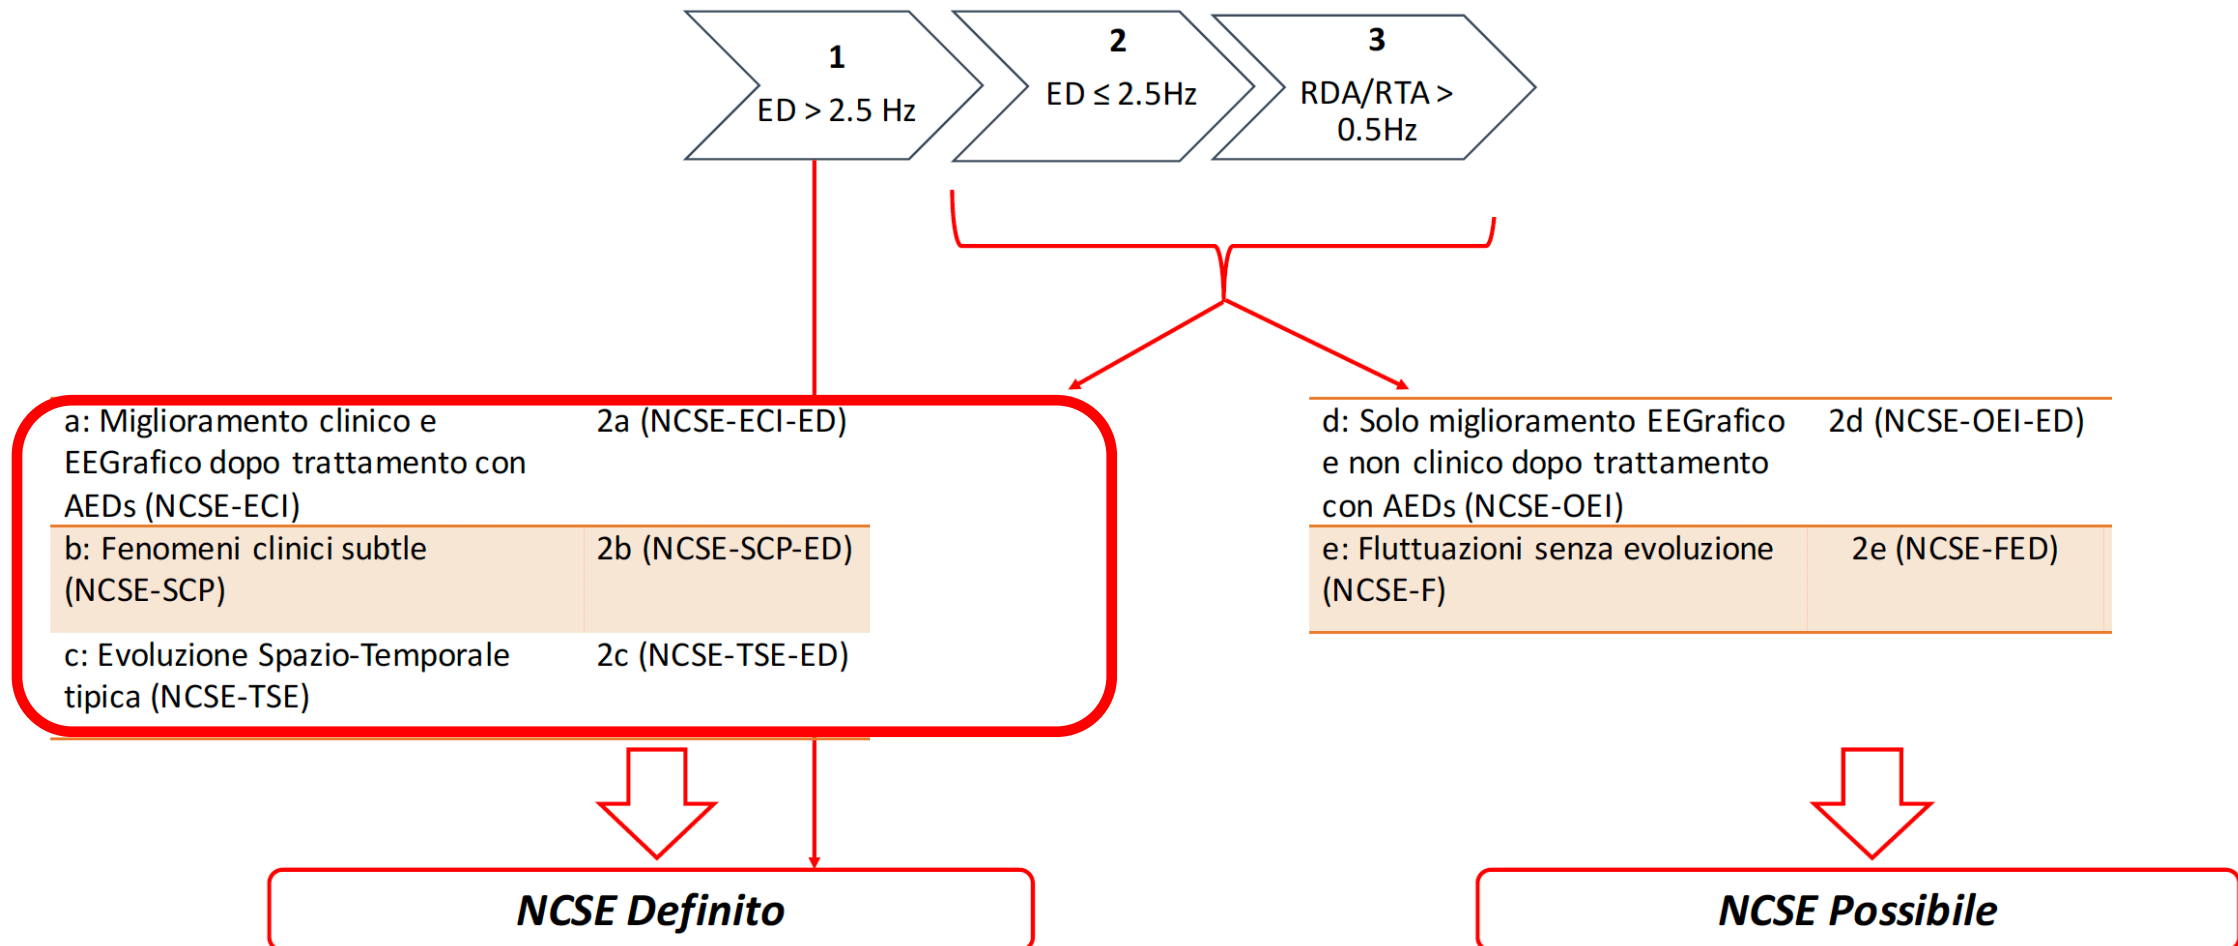 1
ED > 2.5 Hz
2
ED ≤ 2.5Hz
3
RDA/RTA >
0.5Hz
a: Miglioramento clinico e
EEGrafico dopo trattamento con
AEDs (NCSE-ECI)
2a (NCSE-ECI-ED)
b: Fenomeni clinici subtle
(NCSE-SCP)
2b (NCSE-SCP-ED)
c: Evoluzione Spazio-Temporale
tipica (NCSE-TSE)
2c (NCSE-TSE-ED)
d: Solo miglioramento EEGrafico
e non clinico dopo trattamento
con AEDs (NCSE-OEI)
2d (NCSE-OEI-ED)
e: Fluttuazioni senza evoluzione
(NCSE-F)
2e (NCSE-FED)
NCSE Definito
NCSE Possibile